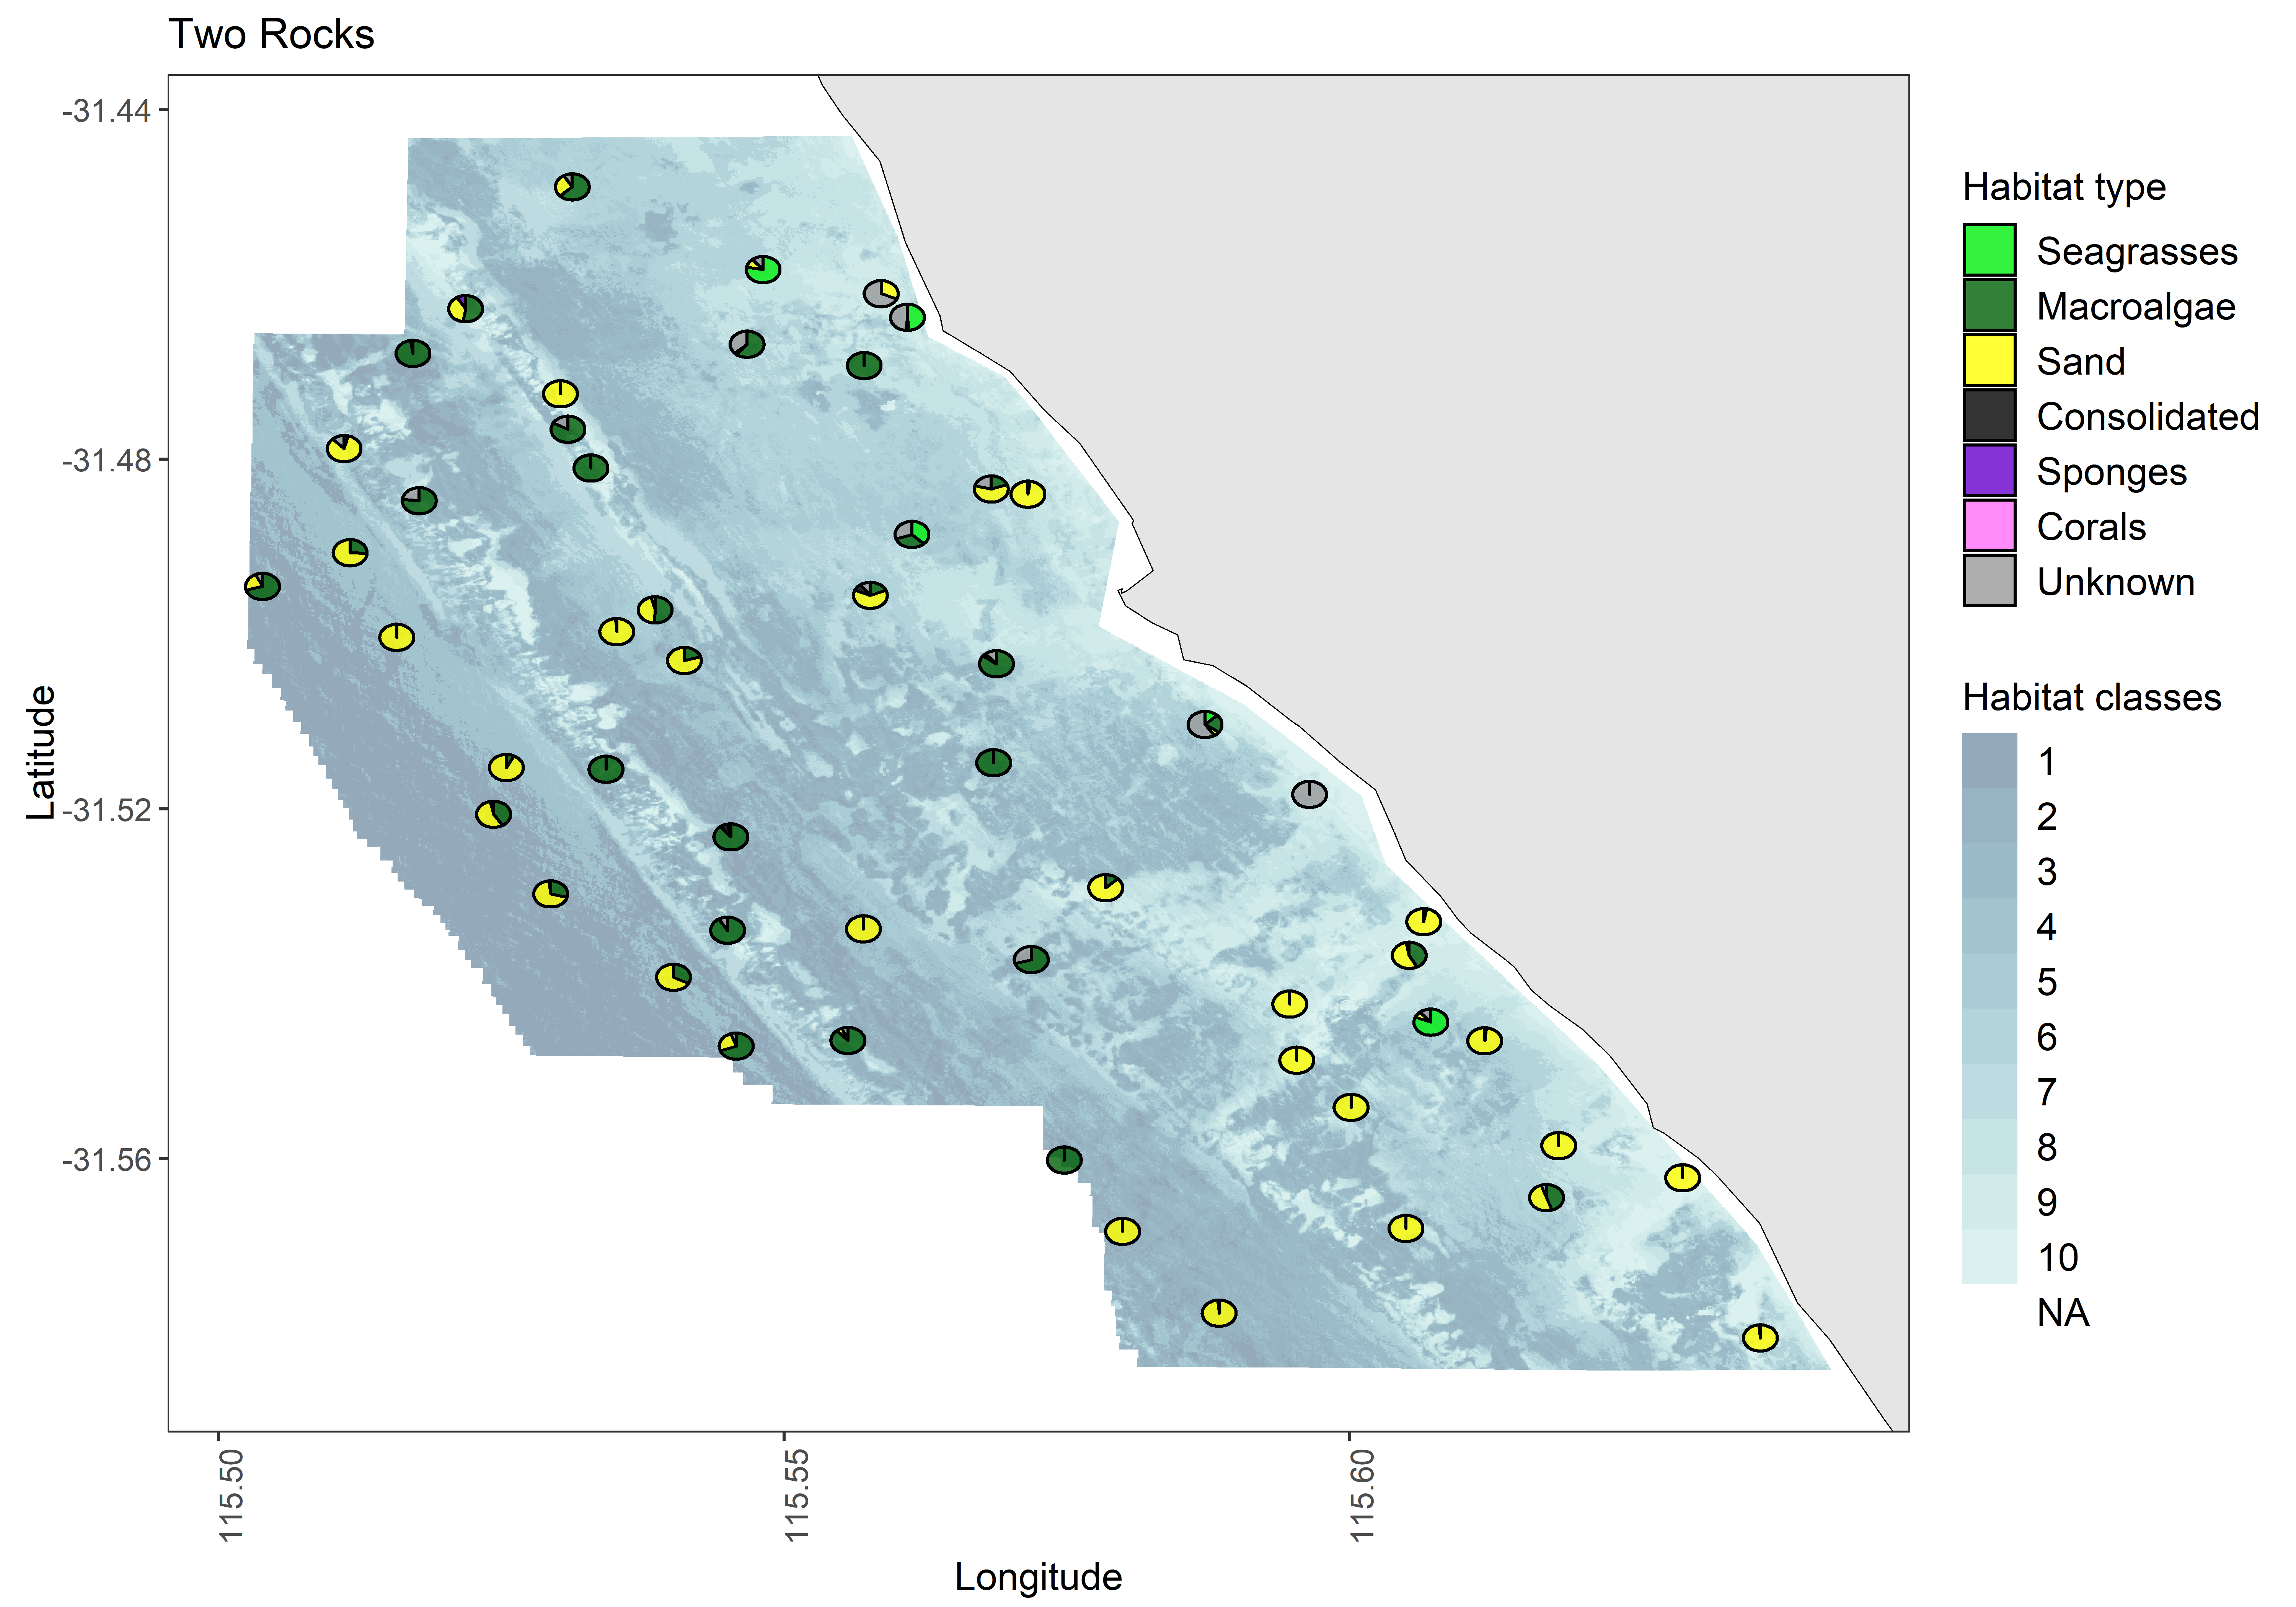 Two Rocks
-31.44
-31.48
-31.52
-31.56
Latitude
115.50
115.55
115.60
Longitude
Habitat type
Seagrasses
Macroalgae
Sand
Consolidated
Sponges
Corals
Unknown
Habitat classes
1
2
3
4
5
6
7
8
9
10
NA